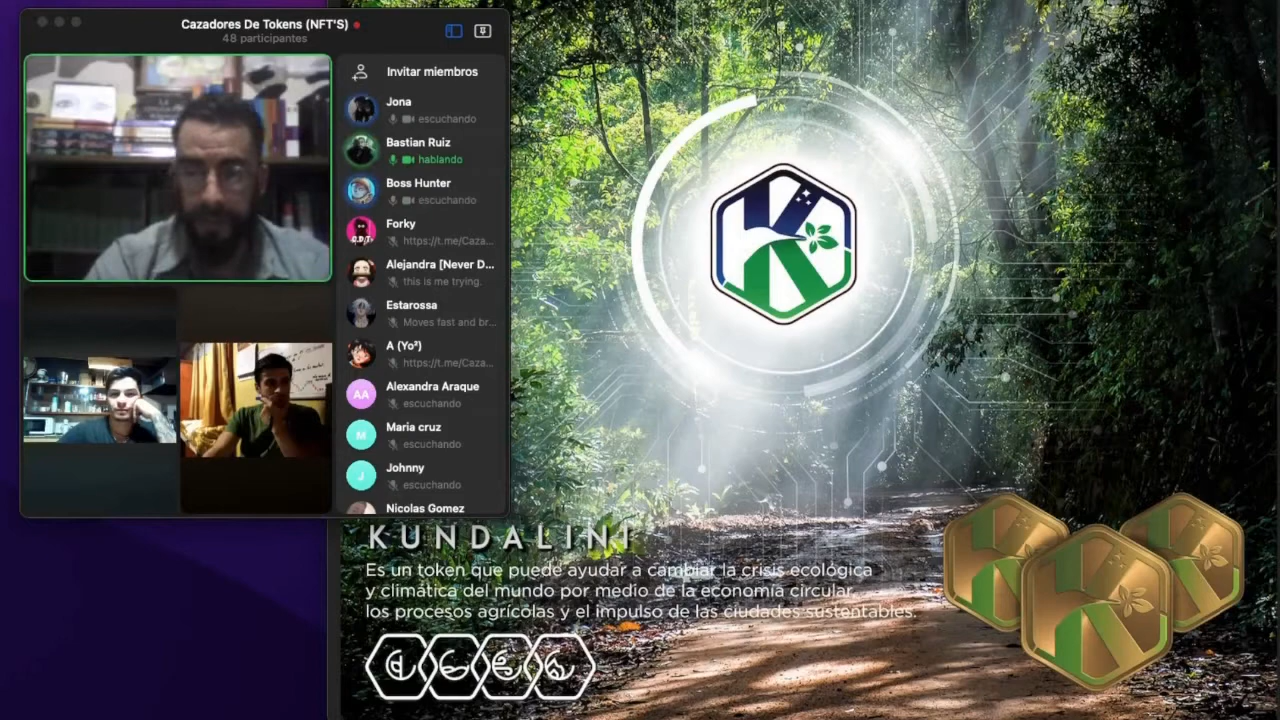 Cazadores De Tokens (NFT'S)
48 participantes
Invitar miembros
Jona
escuchando
Bastian Ruiz
hablando
Boss Hunter
escuchando
Forky
https://t.me/Caza...
Alejandra [Never D...
this is me trying.
Estarossa
Moves fast and br...
A (Yo²)
https://t.me/Caza...
AA
Alexandra Araque
escuchando
M
Maria cruz
escuchando
J
Johnny
escuchando
Nicolas Gomez
KUNDALINI
Es un token que puede ayudar a cambiar la crisis ecológica
y climática del mundo por medio de la economía circular,
los procesos agrícolas y el impulso de las ciudades sustentables.